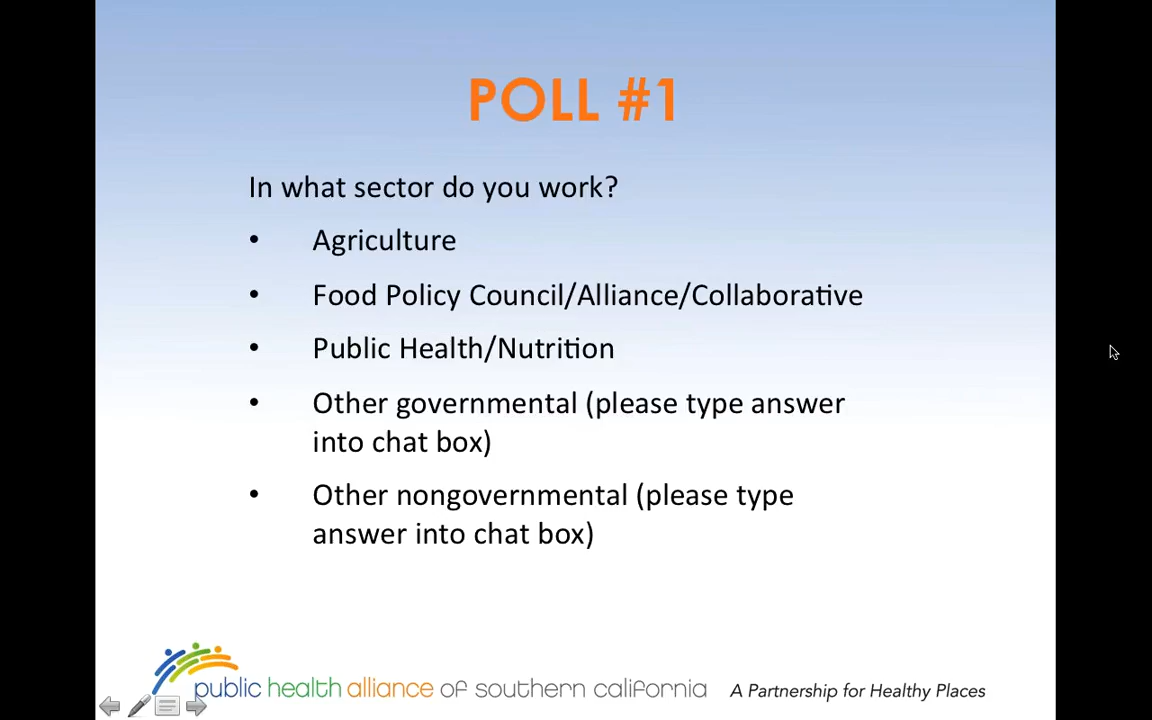 POLL #1
In what sector do you work?
• Agriculture
• Food Policy Council/Alliance/Collaborative
• Public Health/Nutrition
• Other governmental (please type answer
into chat box)
• Other nongovernmental (please type
answer into chat box)
public health alliance of southern california A Partnership for Healthy Places